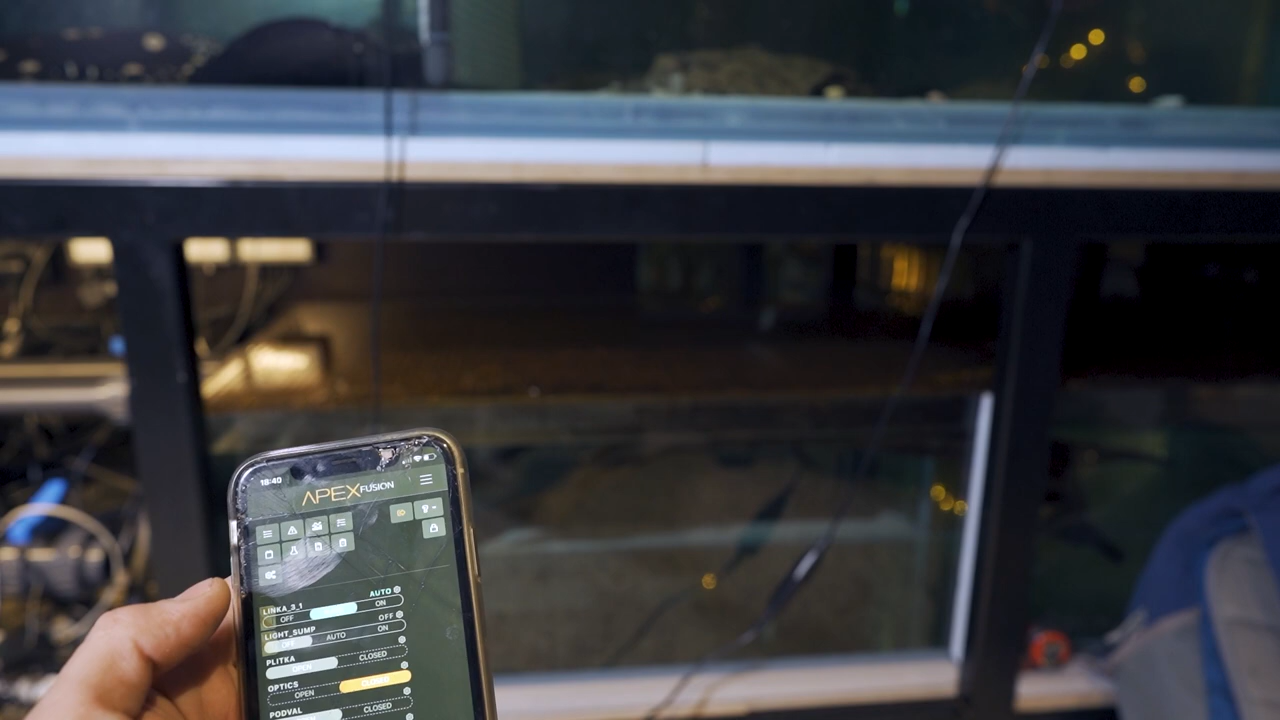 18:40
APEX FUSION
LINKA_3_1 AUTO
OFF ON
LIGHT_SUMP OFF
OFF AUTO ON
PLITKA
OPEN CLOSED
OPTICS
OPEN CLOSED
PODVAL
CLOSED